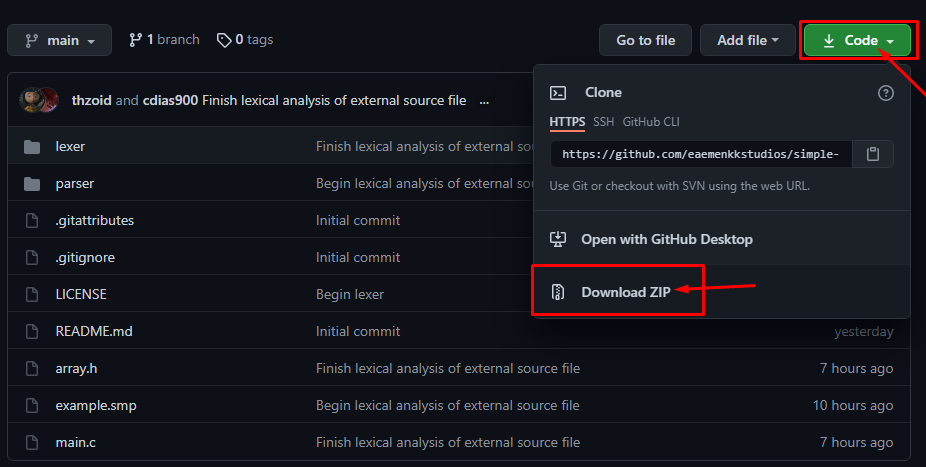 main 1 branch 0 tags Go to file Add file Code
thzoid and cdias900 Finish lexical analysis of external source file ...
Clone
HTTPS SSH GitHub CLI
https://github.com/eaemenkkstudios/simple-
Use Git or checkout with SVN using the web URL.
Open with GitHub Desktop
Download ZIP
lexer Finish lexical analysis of external sou
parser Begin lexical analysis of external so
.gitattributes Initial commit
.gitignore Initial commit
LICENSE Begin lexer
README.md Initial commit yesterday
array.h Finish lexical analysis of external source file 7 hours ago
example.smp Begin lexical analysis of external source file 10 hours ago
main.c Finish lexical analysis of external source file 7 hours ago